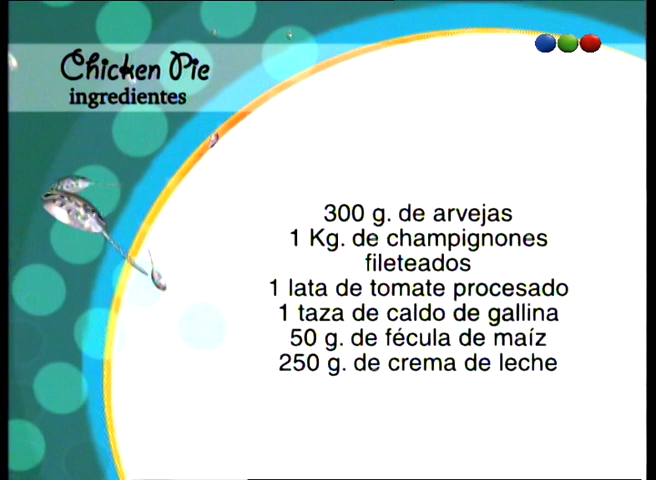 Chicken Pie
ingredientes
300 g. de arvejas
1 Kg. de champignones
fileteados
1 lata de tomate procesado
1 taza de caldo de gallina
50 g. de fécula de maíz
250 g. de crema de leche